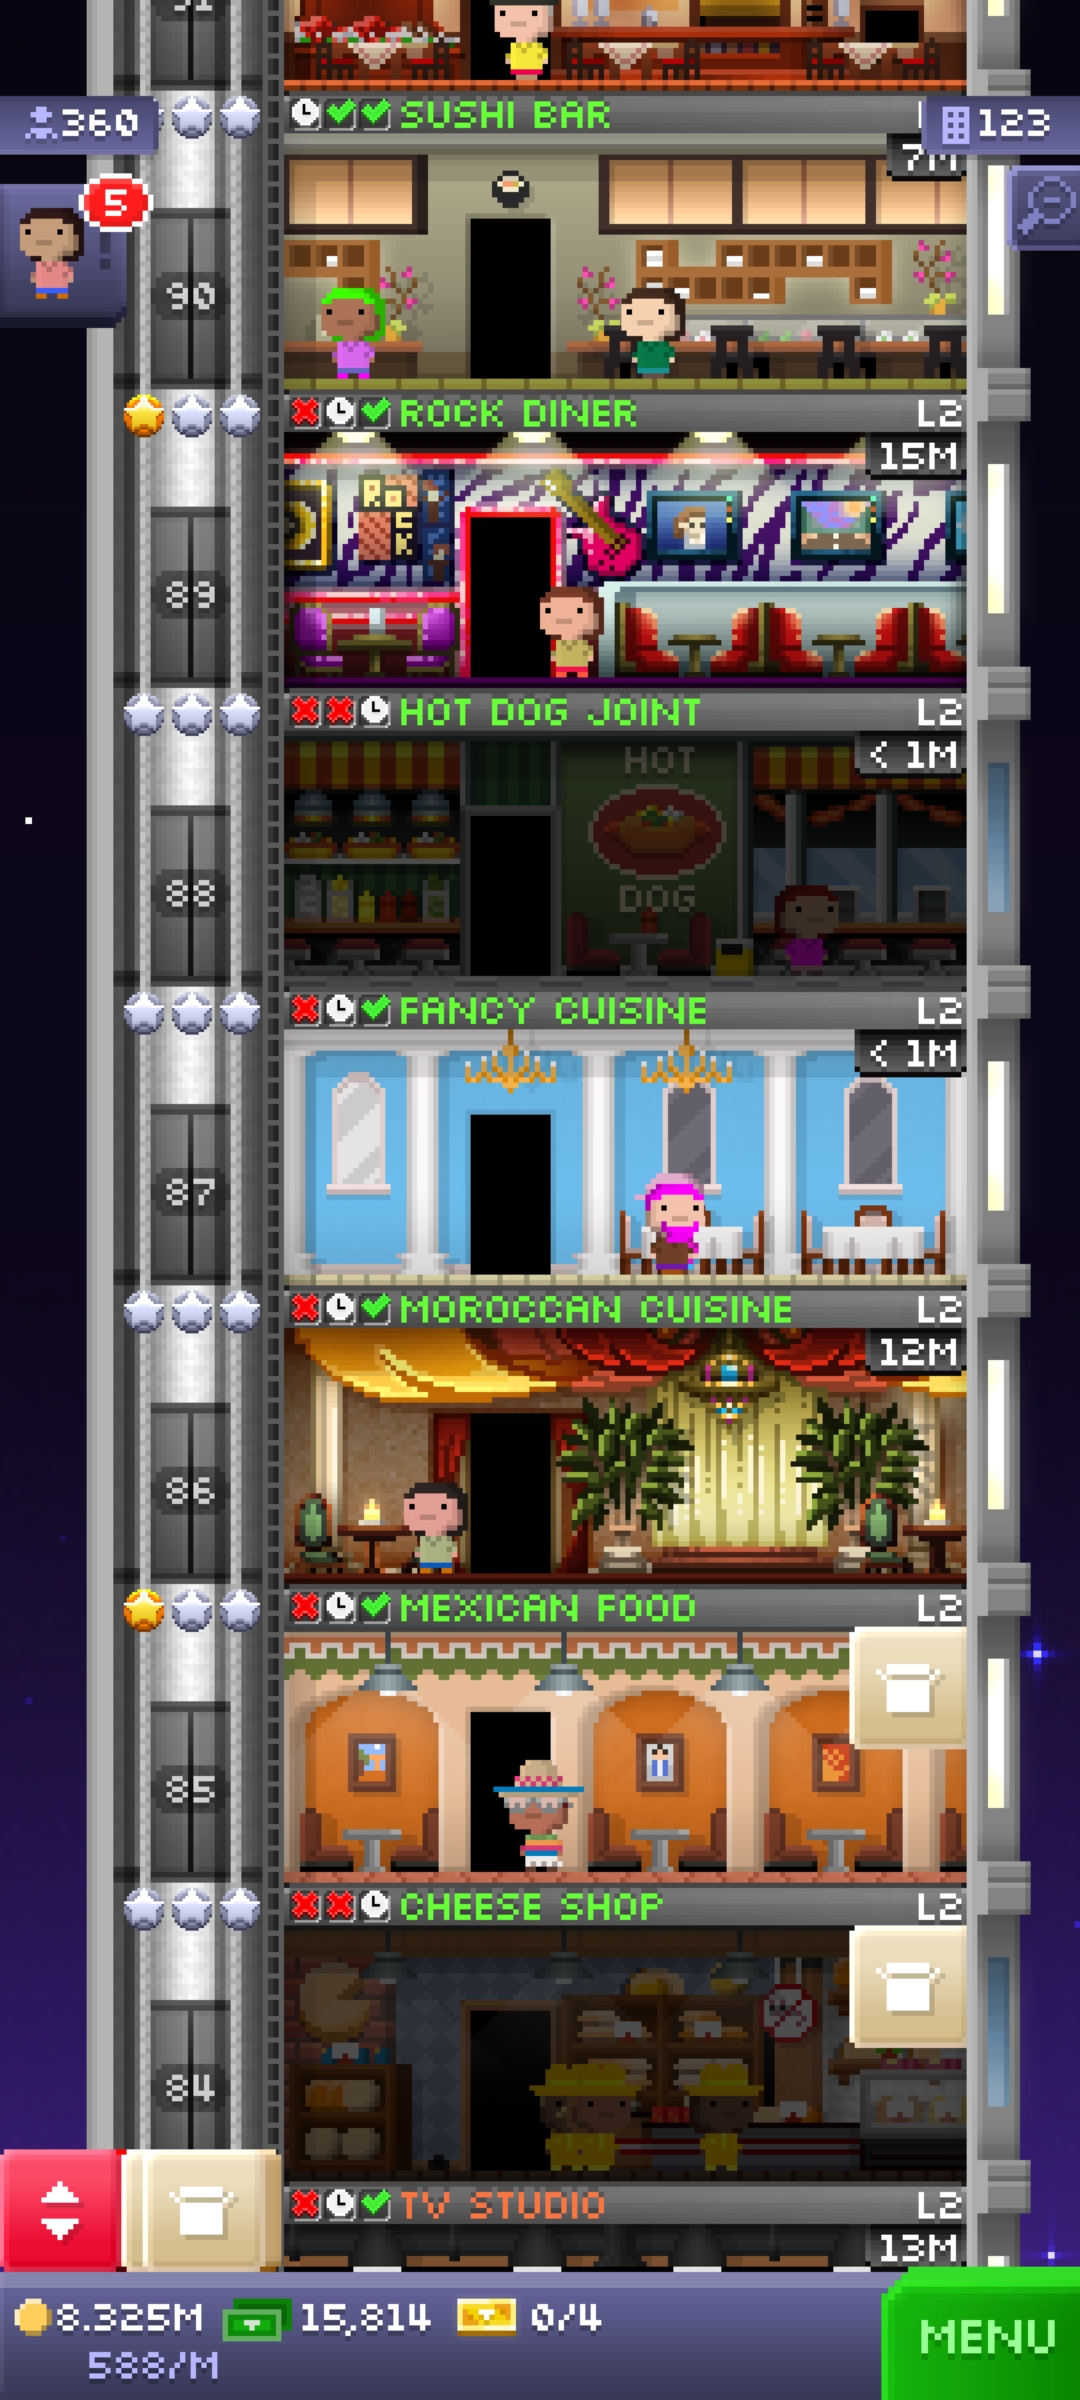 360
123
5
SUSHI BAR
7M
90
ROCK DINER L2
15M
ROCK
89
HOT DOG JOINT L2
< 1M
HOT
DOG
88
FANCY CUISINE L2
< 1M
87
MOROCCAN CUISINE L2
12M
86
MEXICAN FOOD L2
85
CHEESE SHOP L2
84
TV STUDIO L2
13M
8.325M 15,814 0/4
588/M
MENU